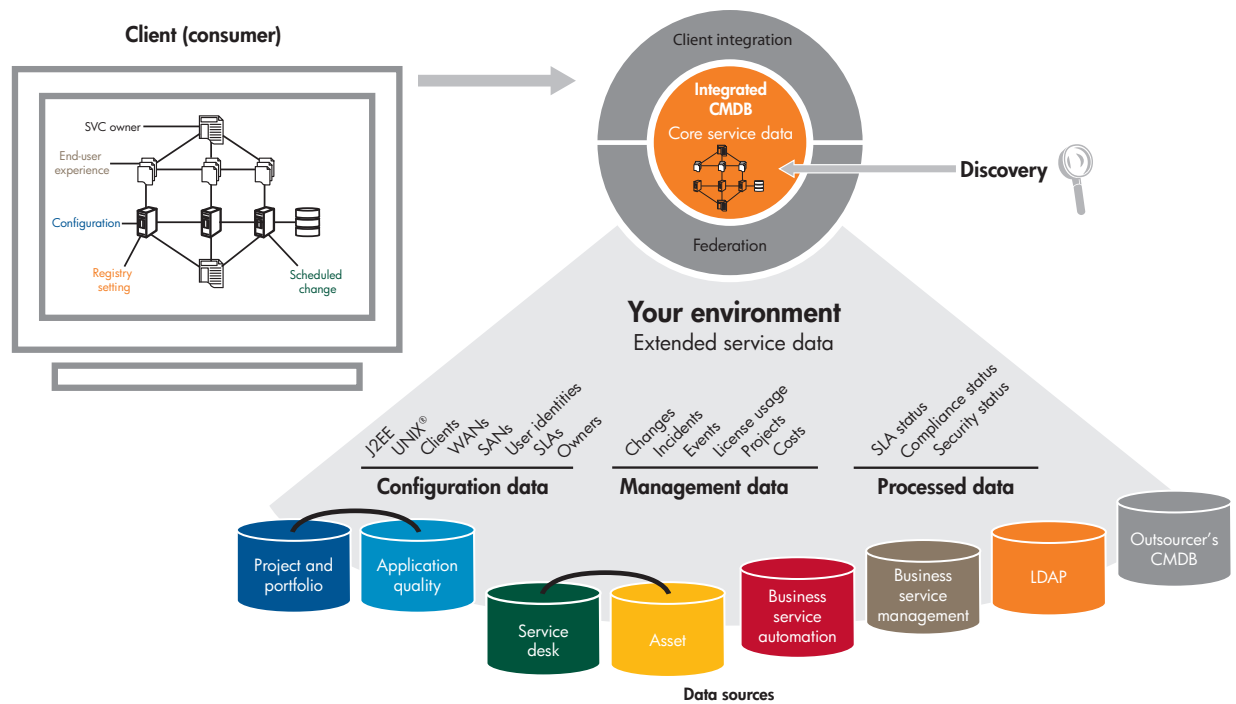 Client (consumer)
SVC owner
End-user
experience
Configuration
Registry
setting
Scheduled
change
Client integration
Integrated
CMDB
Core service data
Federation
Discovery
Your environment
Extended service data
J2EE
UNIX®
Clients
WANs
SANs
User identities
SLAs
Owners
Configuration data
Changes
Incidents
Events
License usage
Projects
Costs
Management data
SLA status
Compliance status
Security status
Processed data
Project and
portfolio
Application
quality
Service
desk
Asset
Business
service
automation
Business
service
management
LDAP
Outsourcer's
CMDB
Data sources